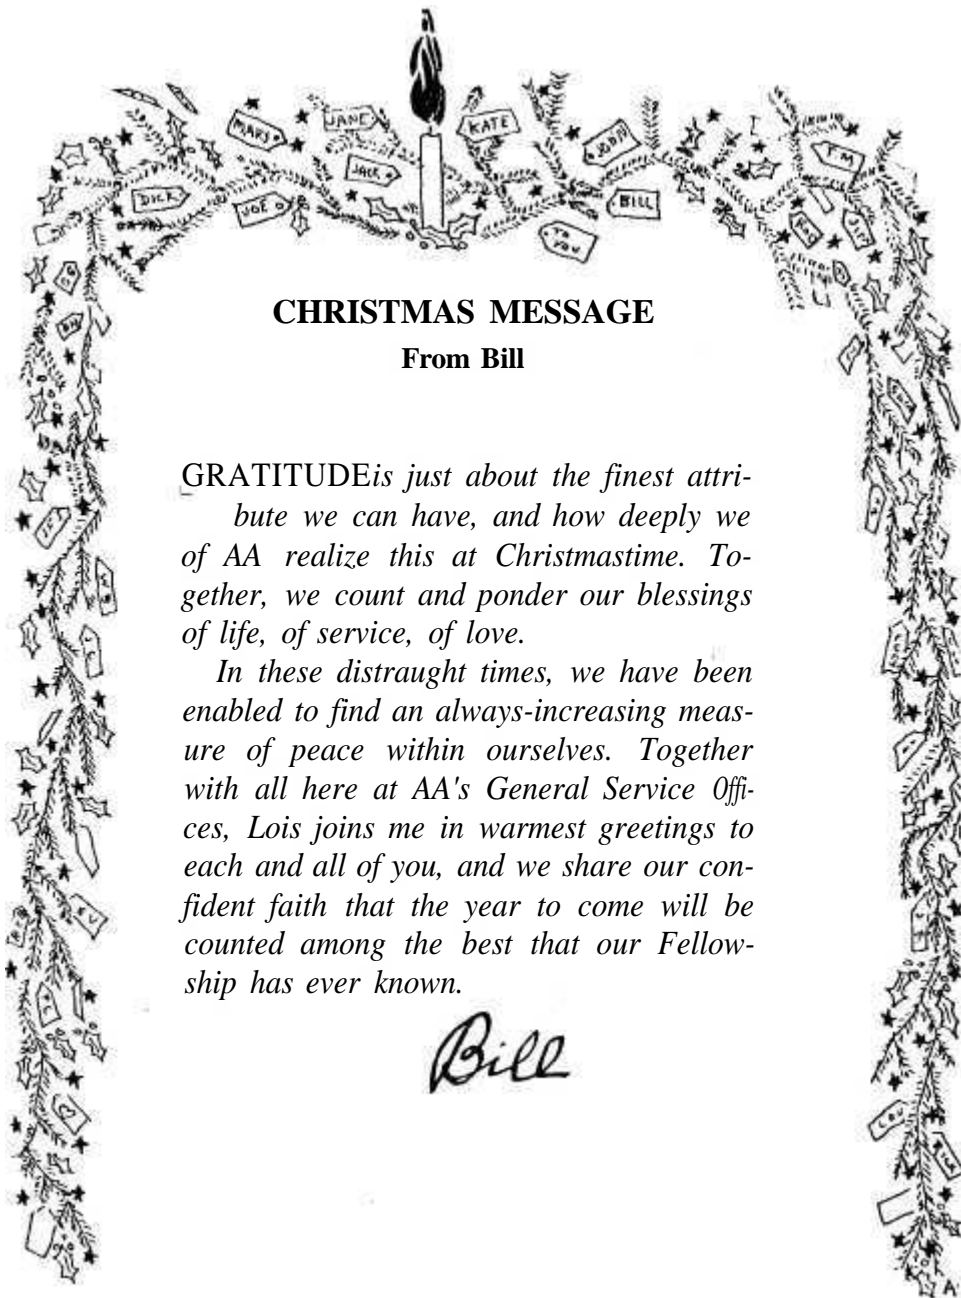 MARY
JANE
KATE
JOHN
JACK
DICK
JOE
BILL
TO
YOU
CHRISTMAS MESSAGE
From Bill
GRATITUDE is just about the finest attri-
bute we can have, and how deeply we
of AA realize this at Christmastime. To-
gether, we count and ponder our blessings
of life, of service, of love.
In these distraught times, we have been
enabled to find an always-increasing meas-
ure of peace within ourselves. Together
with all here at AA's General Service Offi-
ces, Lois joins me in warmest greetings to
each and all of you, and we share our con-
fident faith that the year to come will be
counted among the best that our Fellow-
ship has ever known.
Bill